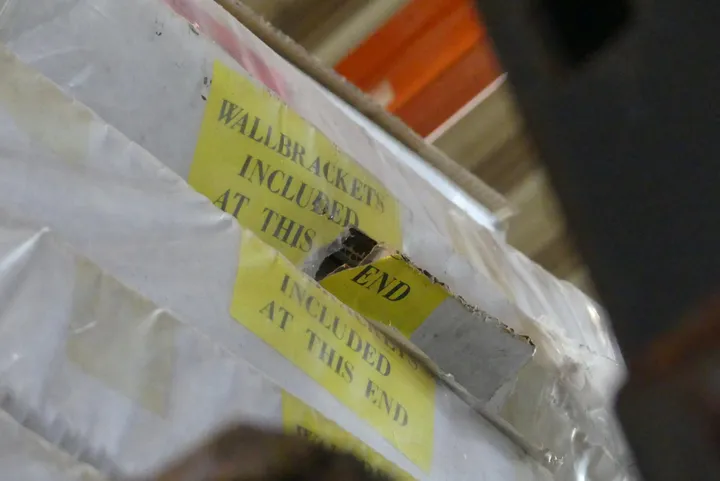 WALLBRACKETS
INCLUDED
AT THIS
END
INCLUDED
AT THIS END